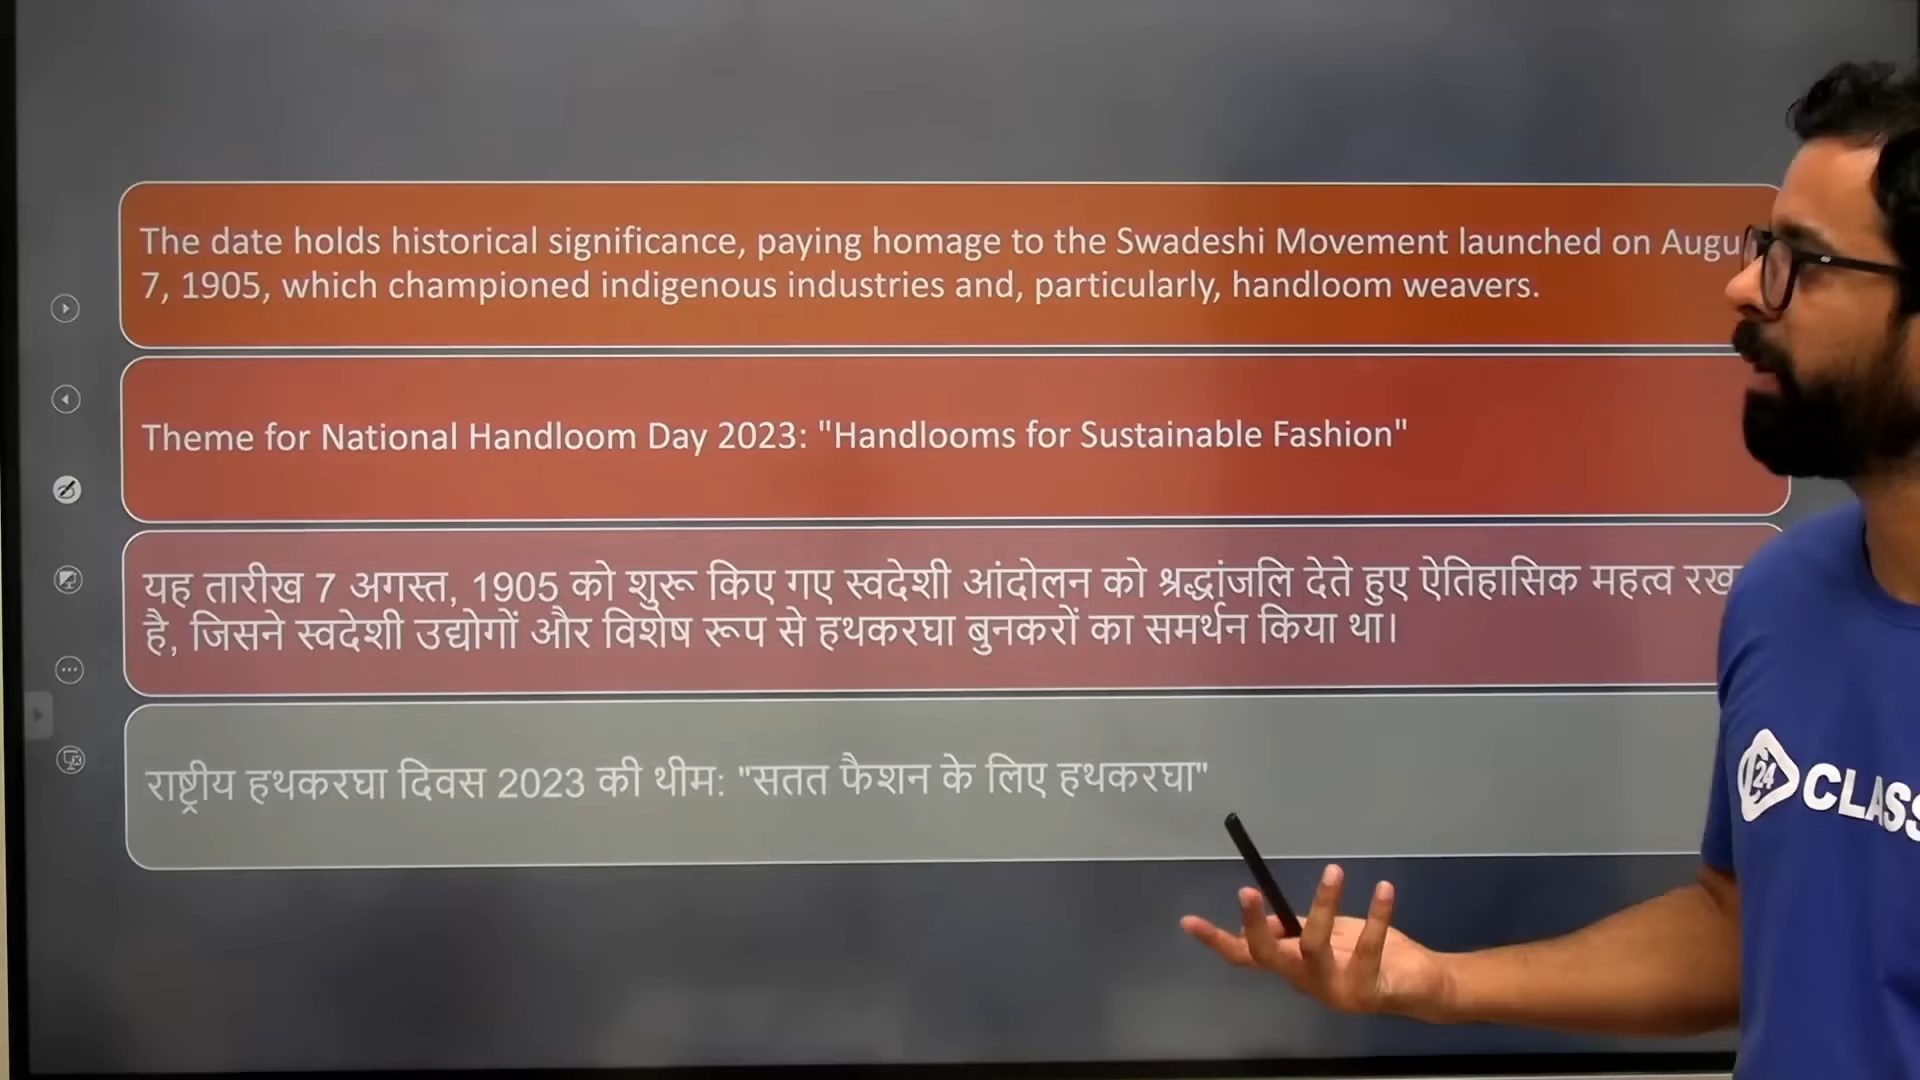 The date holds historical significance, paying homage to the Swadeshi Movement launched on Augu
7, 1905, which championed indigenous industries and, particularly, handloom weavers.
Theme for National Handloom Day 2023: "Handlooms for Sustainable Fashion"
यह तारीख 7 अगस्त, 1905 को शुरू किए गए स्वदेशी आंदोलन को श्रद्धांजलि देते हुए ऐतिहासिक महत्व रख
है, जिसने स्वदेशी उद्योगों और विशेष रूप से हथकरघा बुनकरों का समर्थन किया था।
राष्ट्रीय हथकरघा दिवस 2023 की थीम: "सतत फैशन के लिए हथकरघा"
24
CLASS